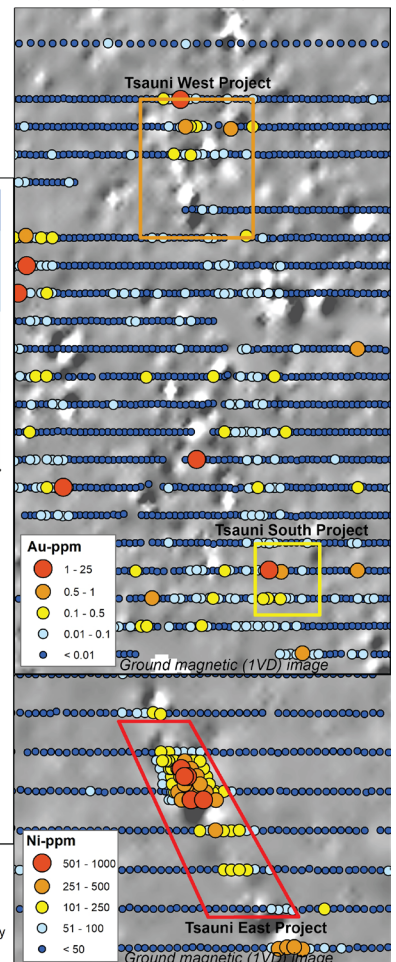 Tsauni West Project
Tsauni South Project
Au-ppm
1 - 25
0.5 - 1
0.1 - 0.5
0.01 - 0.1
< 0.01
Ground magnetic (1VD) image
Ni-ppm
501 - 1000
251 - 500
101 - 250
51 - 100
< 50
Tsauni East Project
Ground magnetic (1VD) image
y